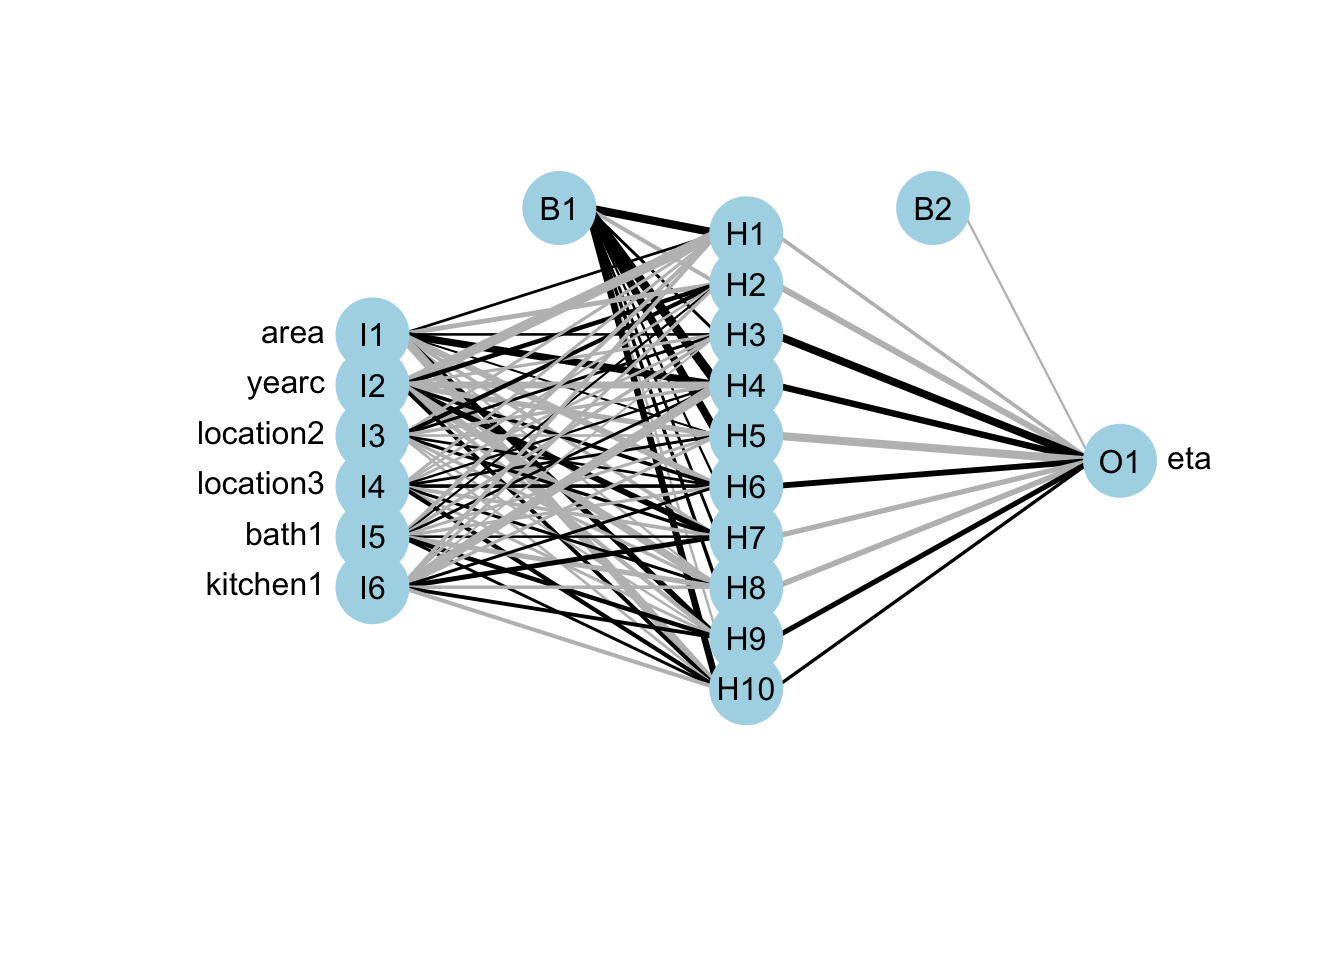 B1
B2
H1
H2
area I1 H3
yearc I2 H4
location2 I3 H5
O1 eta
location3 I4 H6
bath1 I5 H7
kitchen1 I6 H8
H9
H10